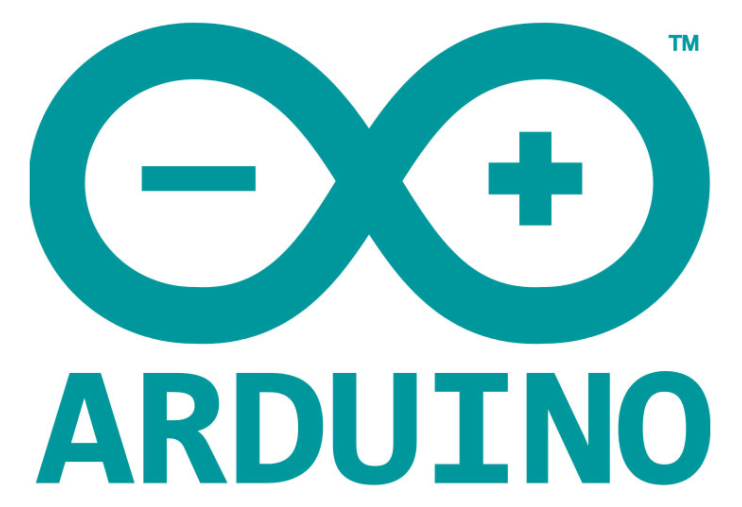 TM
- +
ARDUINO